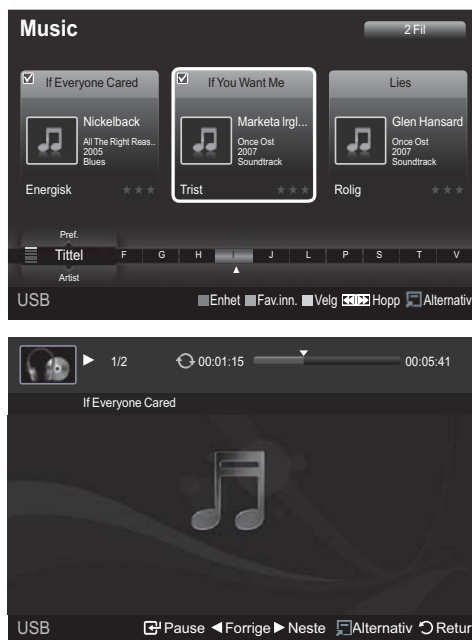 Music
2 Fil
If Everyone Cared
Nickelback
All The Right Reas..
2005
Blues
Energisk
If You Want Me
Marketa Irgl...
Once Ost
2007
Soundtrack
Trist
Lies
Glen Hansard
Once Ost
2007
Soundtrack
Rolig
Pref.
Tittel F G H I J L P S T V
Artist
USB Enhet Fav.inn. Velg Hopp Alternativ
1/2 00:01:15 00:05:41
If Everyone Cared
USB Pause Forrige Neste Alternativ Retur